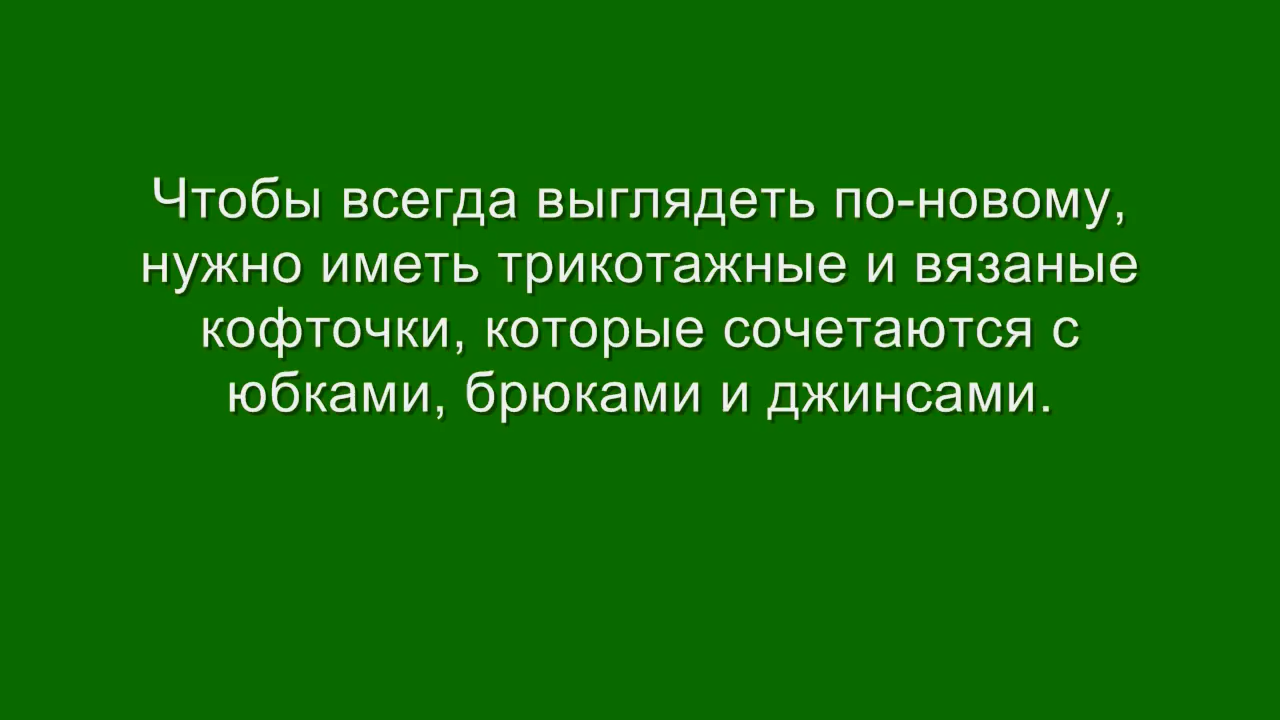 Чтобы всегда выглядеть по-новому,
нужно иметь трикотажные и вязаные
кофточки, которые сочетаются с
юбками, брюками и джинсами.